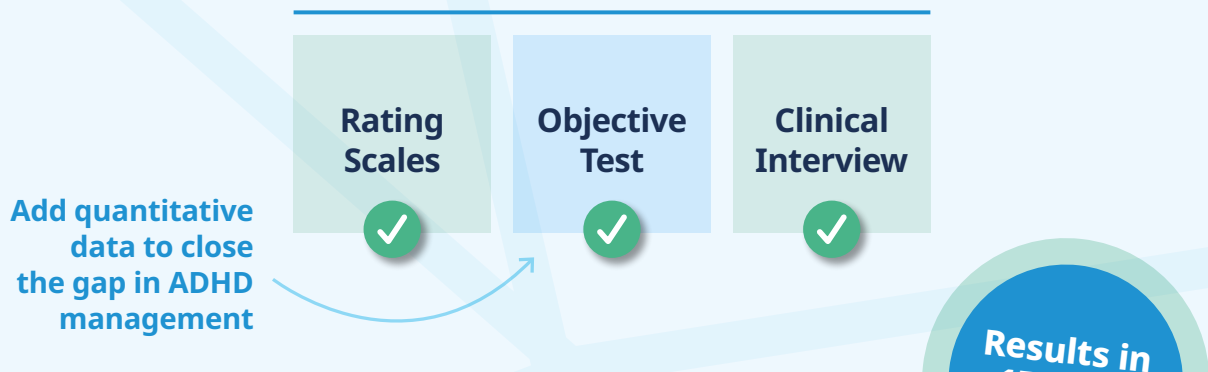 Rating
Scales
Objective
Test
Clinical
Interview
Add quantitative
data to close
the gap in ADHD
management
Results in